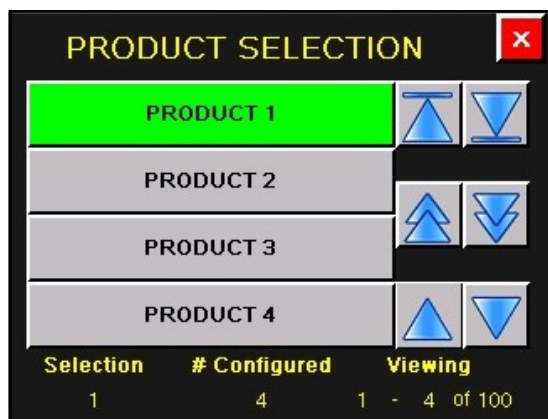 PRODUCT SELECTION X
PRODUCT 1
PRODUCT 2
PRODUCT 3
PRODUCT 4
Selection # Configured Viewing
1 4 1 - 4 of 100